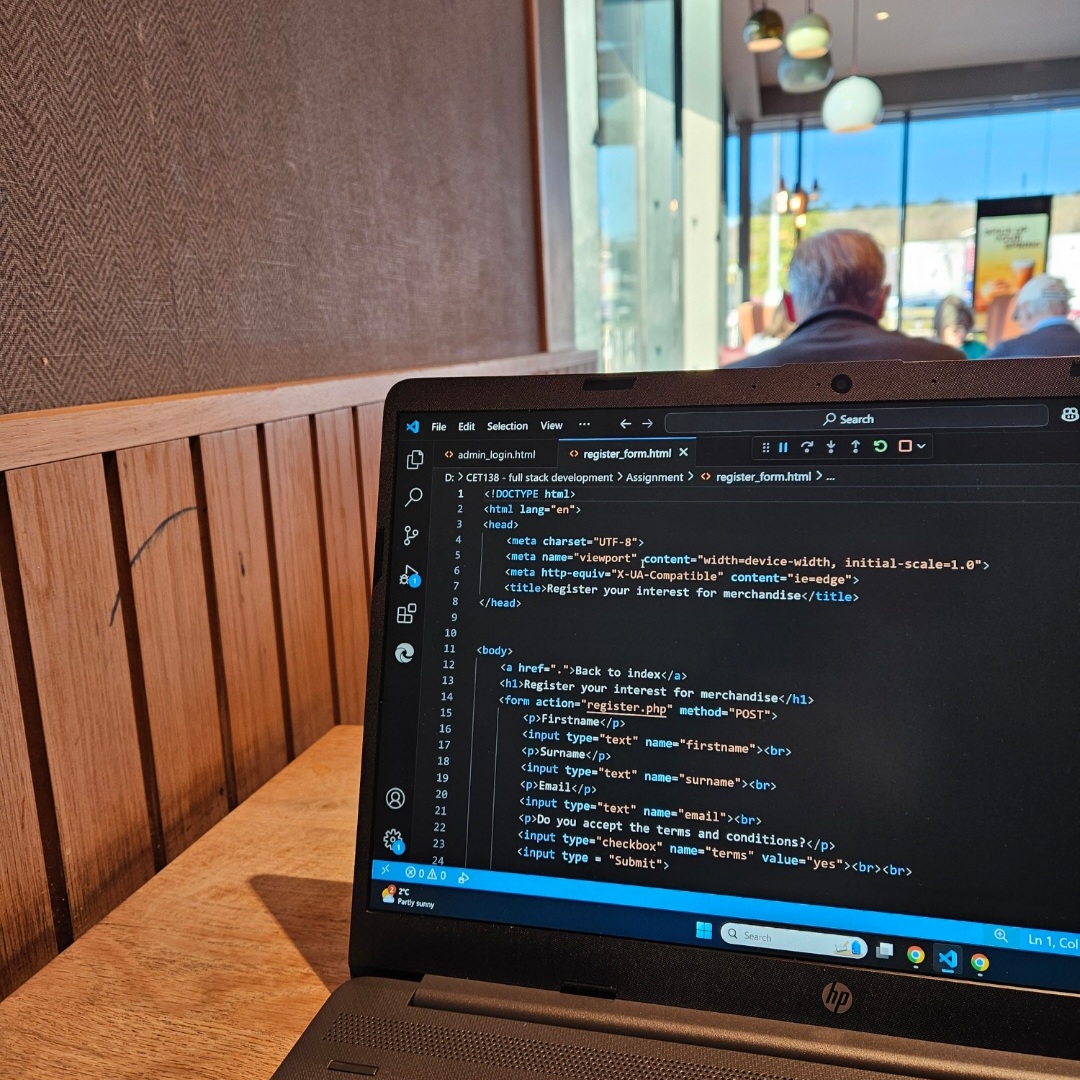 File Edit Selection View ··· Search
admin_login.html register_form.html
D: > CET138 - full stack development > Assignment > register_form.html > ...
1 <!DOCTYPE html>
2 <html lang="en">
3 <head>
4 <meta charset="UTF-8">
5 <meta name="viewport" content="width=device-width, initial-scale=1.0">
6 <meta http-equiv="X-UA-Compatible" content="ie=edge">
7 <title>Register your interest for merchandise</title>
8 </head>
9
10
11 <body>
12 <a href=".">Back to index</a>
13 <h1>Register your interest for merchandise</h1>
14 <form action="register.php" method="POST">
15 <p>Firstname</p>
16 <input type="text" name="firstname"><br>
17 <p>Surname</p>
18 <input type="text" name="surname"><br>
19 <p>Email</p>
20 <input type="text" name="email"><br>
21 <p>Do you accept the terms and conditions?</p>
22 <input type="checkbox" name="terms" value="yes"><br><br>
23 <input type = "Submit">
24
1
1
0 0 Ln 1, Col
2
2°C
Partly sunny
Search
hp